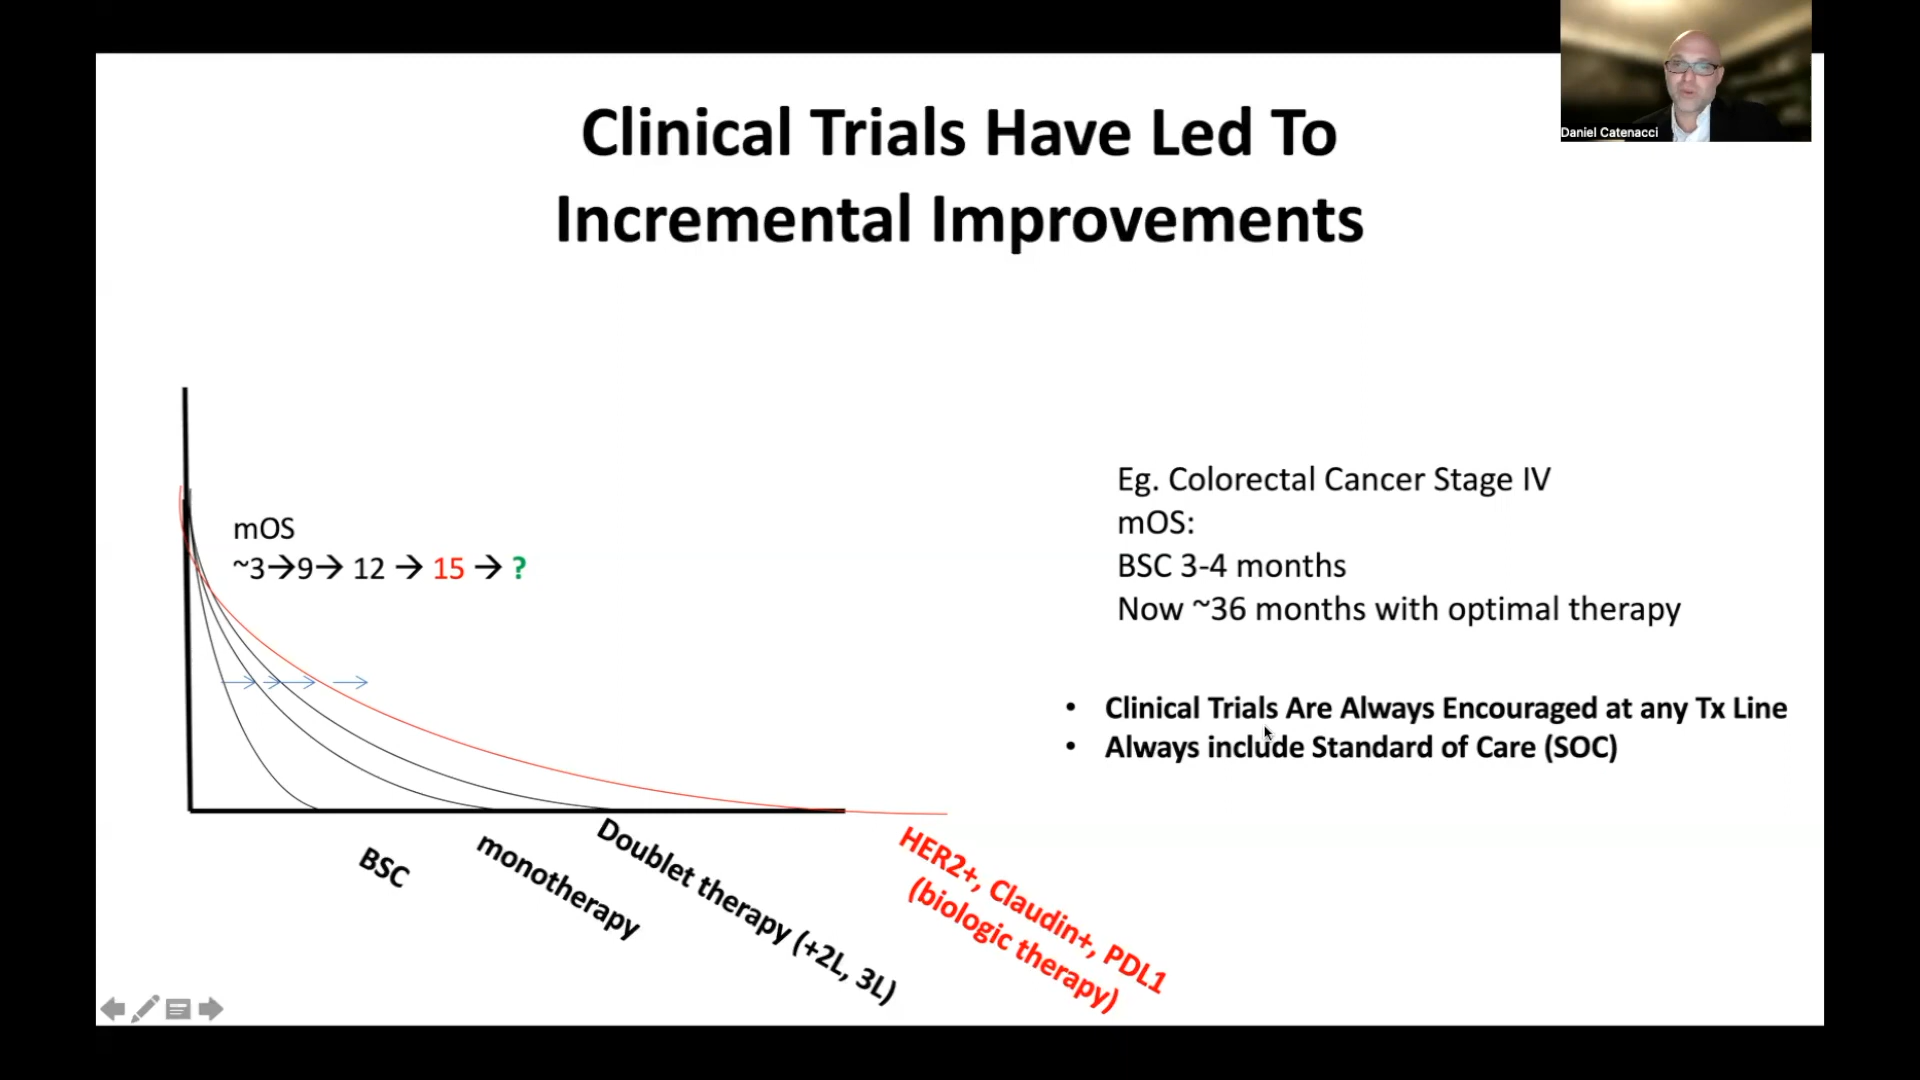 Clinical Trials Have Led To
Incremental Improvements
Daniel Catenacci
mOS
~3→9→ 12 → 15 → ?
Eg. Colorectal Cancer Stage IV
mOS:
BSC 3-4 months
Now ~36 months with optimal therapy
• Clinical Trials Are Always Encouraged at any Tx Line
• Always include Standard of Care (SOC)
BSC
monotherapy
Doublet therapy (+2L, 3L)
HER2+, Claudin+, PDL1
(biologic therapy)